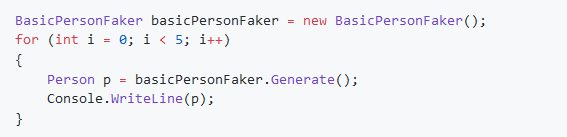 BasicPersonFaker basicPersonFaker = new BasicPersonFaker();
for (int i = 0; i < 5; i++)
{
    Person p = basicPersonFaker.Generate();
    Console.WriteLine(p);
}